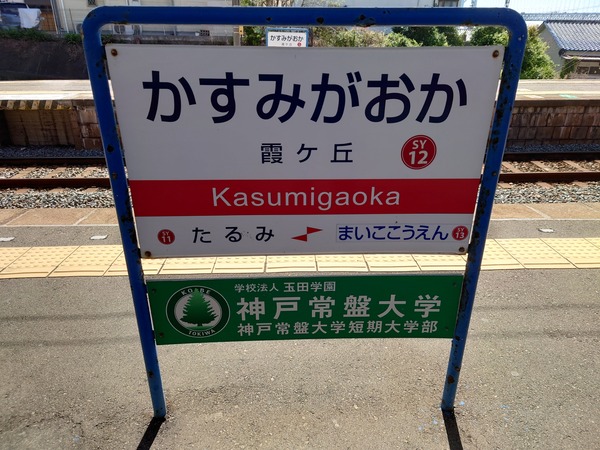 かすみがおか
かすみがおか
霞ヶ丘
SY
12
Kasumigaoka
SY
11
たるみ
まいここうえん
SY
13
KOBE
TOKIWA
学校法人 玉田学園
神戸常盤大学
神戸常盤大学短期大学部